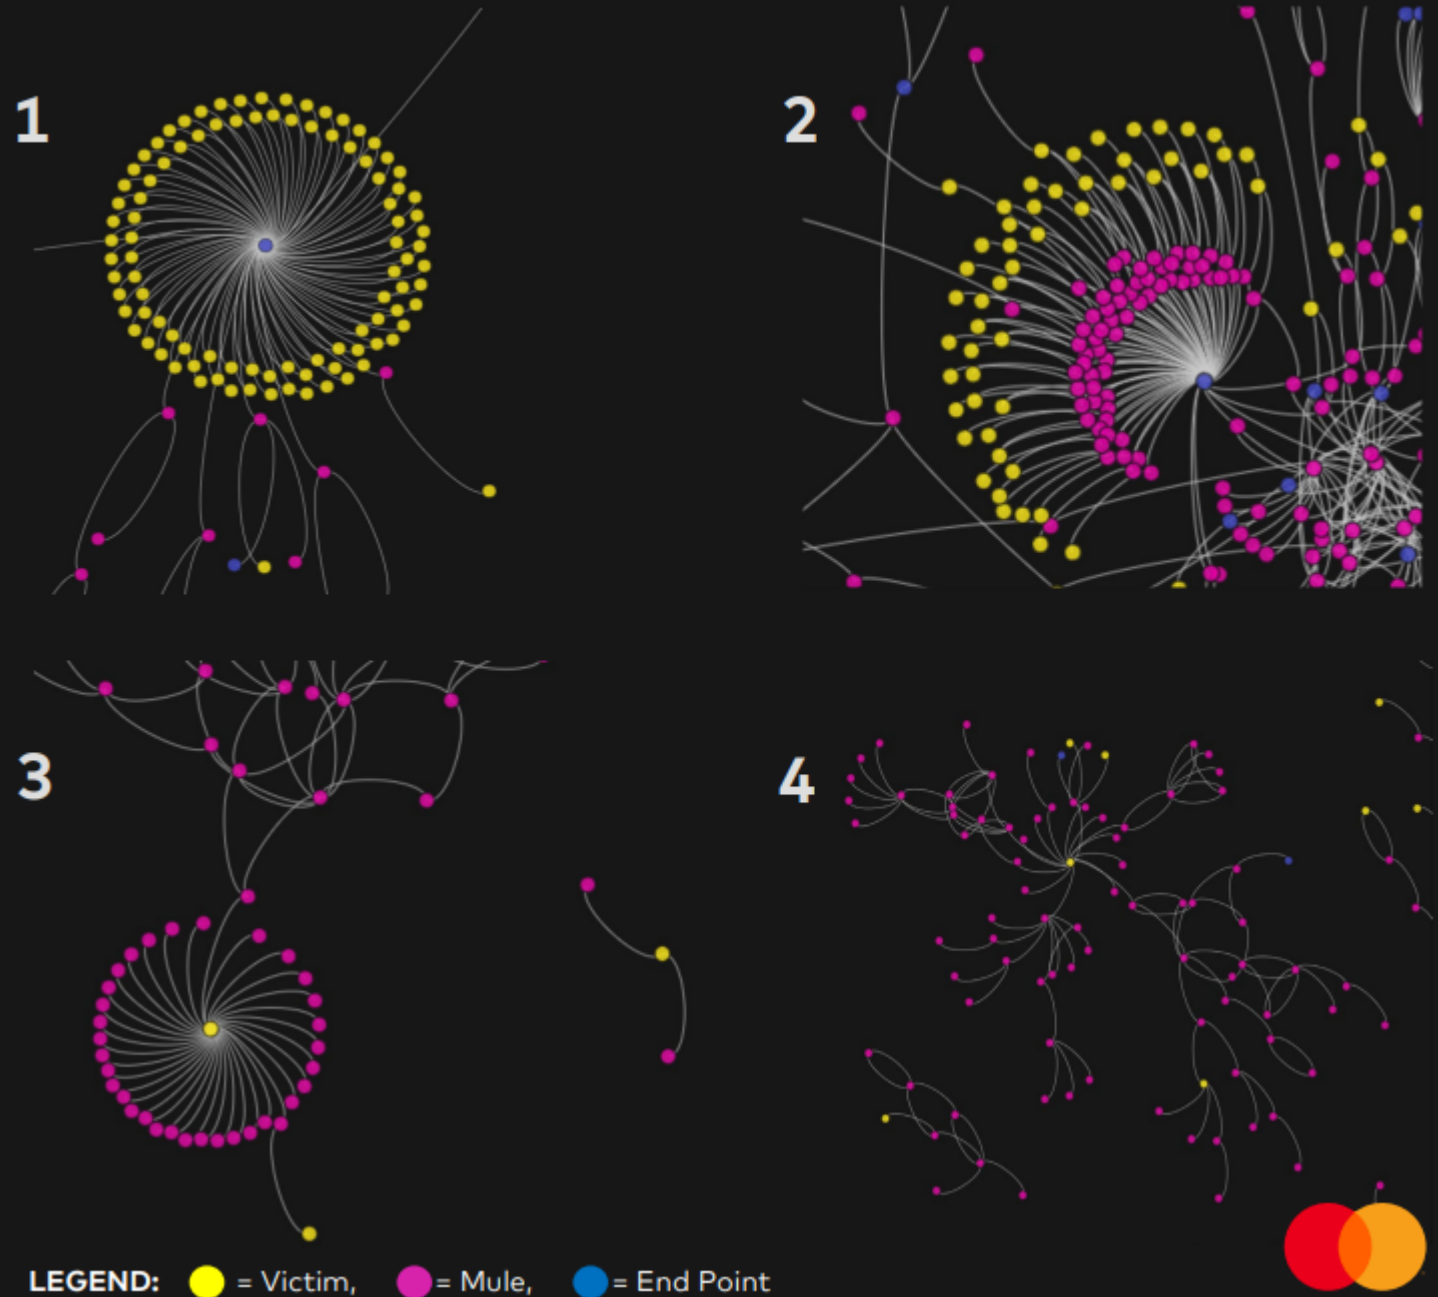 1
2
3
4
LEGEND: = Victim, = Mule, = End Point